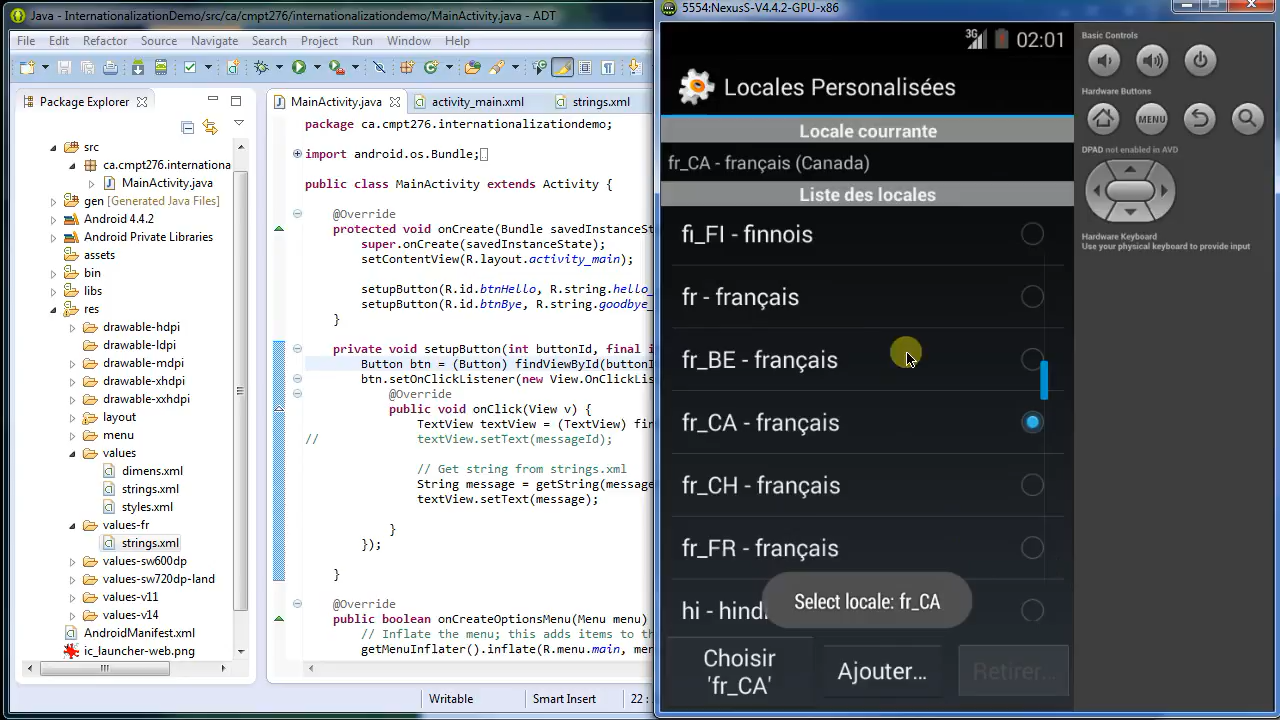 Java - InternationalizationDemo/src/ca/cmpt276/internationalizationdemo/MainActivity.java - ADT
File Edit Refactor Source Navigate Search Project Run Window Help
Package Explorer
src
ca.cmpt276.internationa
MainActivity.java
gen [Generated Java Files]
Android 4.4.2
Android Private Libraries
assets
bin
libs
res
drawable-hdpi
drawable-ldpi
drawable-mdpi
drawable-xhdpi
drawable-xxhdpi
layout
menu
values
dimens.xml
strings.xml
styles.xml
values-fr
strings.xml
values-sw600dp
values-sw720dp-land
values-v11
values-v14
AndroidManifest.xml
ic_launcher-web.png
MainActivity.java activity_main.xml strings.xml
package ca.cmpt276.internationalizationdemo;
import android.os.Bundle;
public class MainActivity extends Activity {
@Override
protected void onCreate(Bundle savedInstanceSta
super.onCreate(savedInstanceState);
setContentView(R.layout.activity_main);
setupButton(R.id.btnHello, R.string.hello_
setupButton(R.id.btnBye, R.string.goodbye_
}
private void setupButton(int buttonId, final i
Button btn = (Button) findViewById(buttonI
btn.setOnClickListener(new View.OnClickLis
@Override
public void onClick(View v) {
TextView textView = (TextView) fin
// textView.setText(messageId);
// Get string from strings.xml
String message = getString(message
textView.setText(message);
}
});
}
@Override
public boolean onCreateOptionsMenu(Menu menu)
// Inflate the menu; this adds items to th
getMenuInflater().inflate(R.menu.main, men
Writable Smart Insert 22 :
5554:NexusS-V4.4.2-GPU-x86
3G 02:01
Locales Personalisées
Locale courrante
fr_CA - français (Canada)
Liste des locales
fi_FI - finnois
fr - français
fr_BE - français
fr_CA - français
fr_CH - français
fr_FR - français
hi - hind
Select locale: fr_CA
Choisir
'fr_CA'
Ajouter...
Retirer...
Basic Controls
Hardware Buttons
MENU
DPAD not enabled in AVD
Hardware Keyboard
Use your physical keyboard to provide input